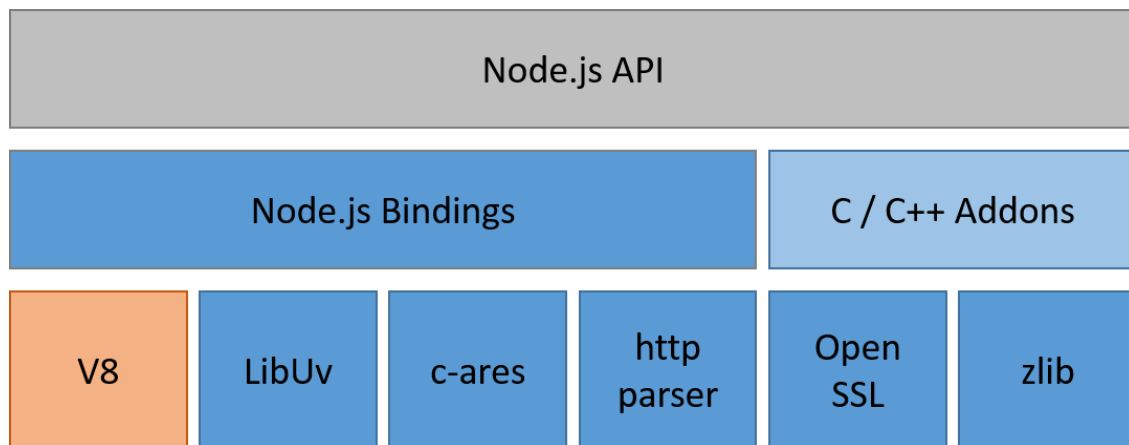 Node.js API
Node.js Bindings
C / C++ Addons
V8
LibUv
c-ares
http
parser
Open
SSL
zlib